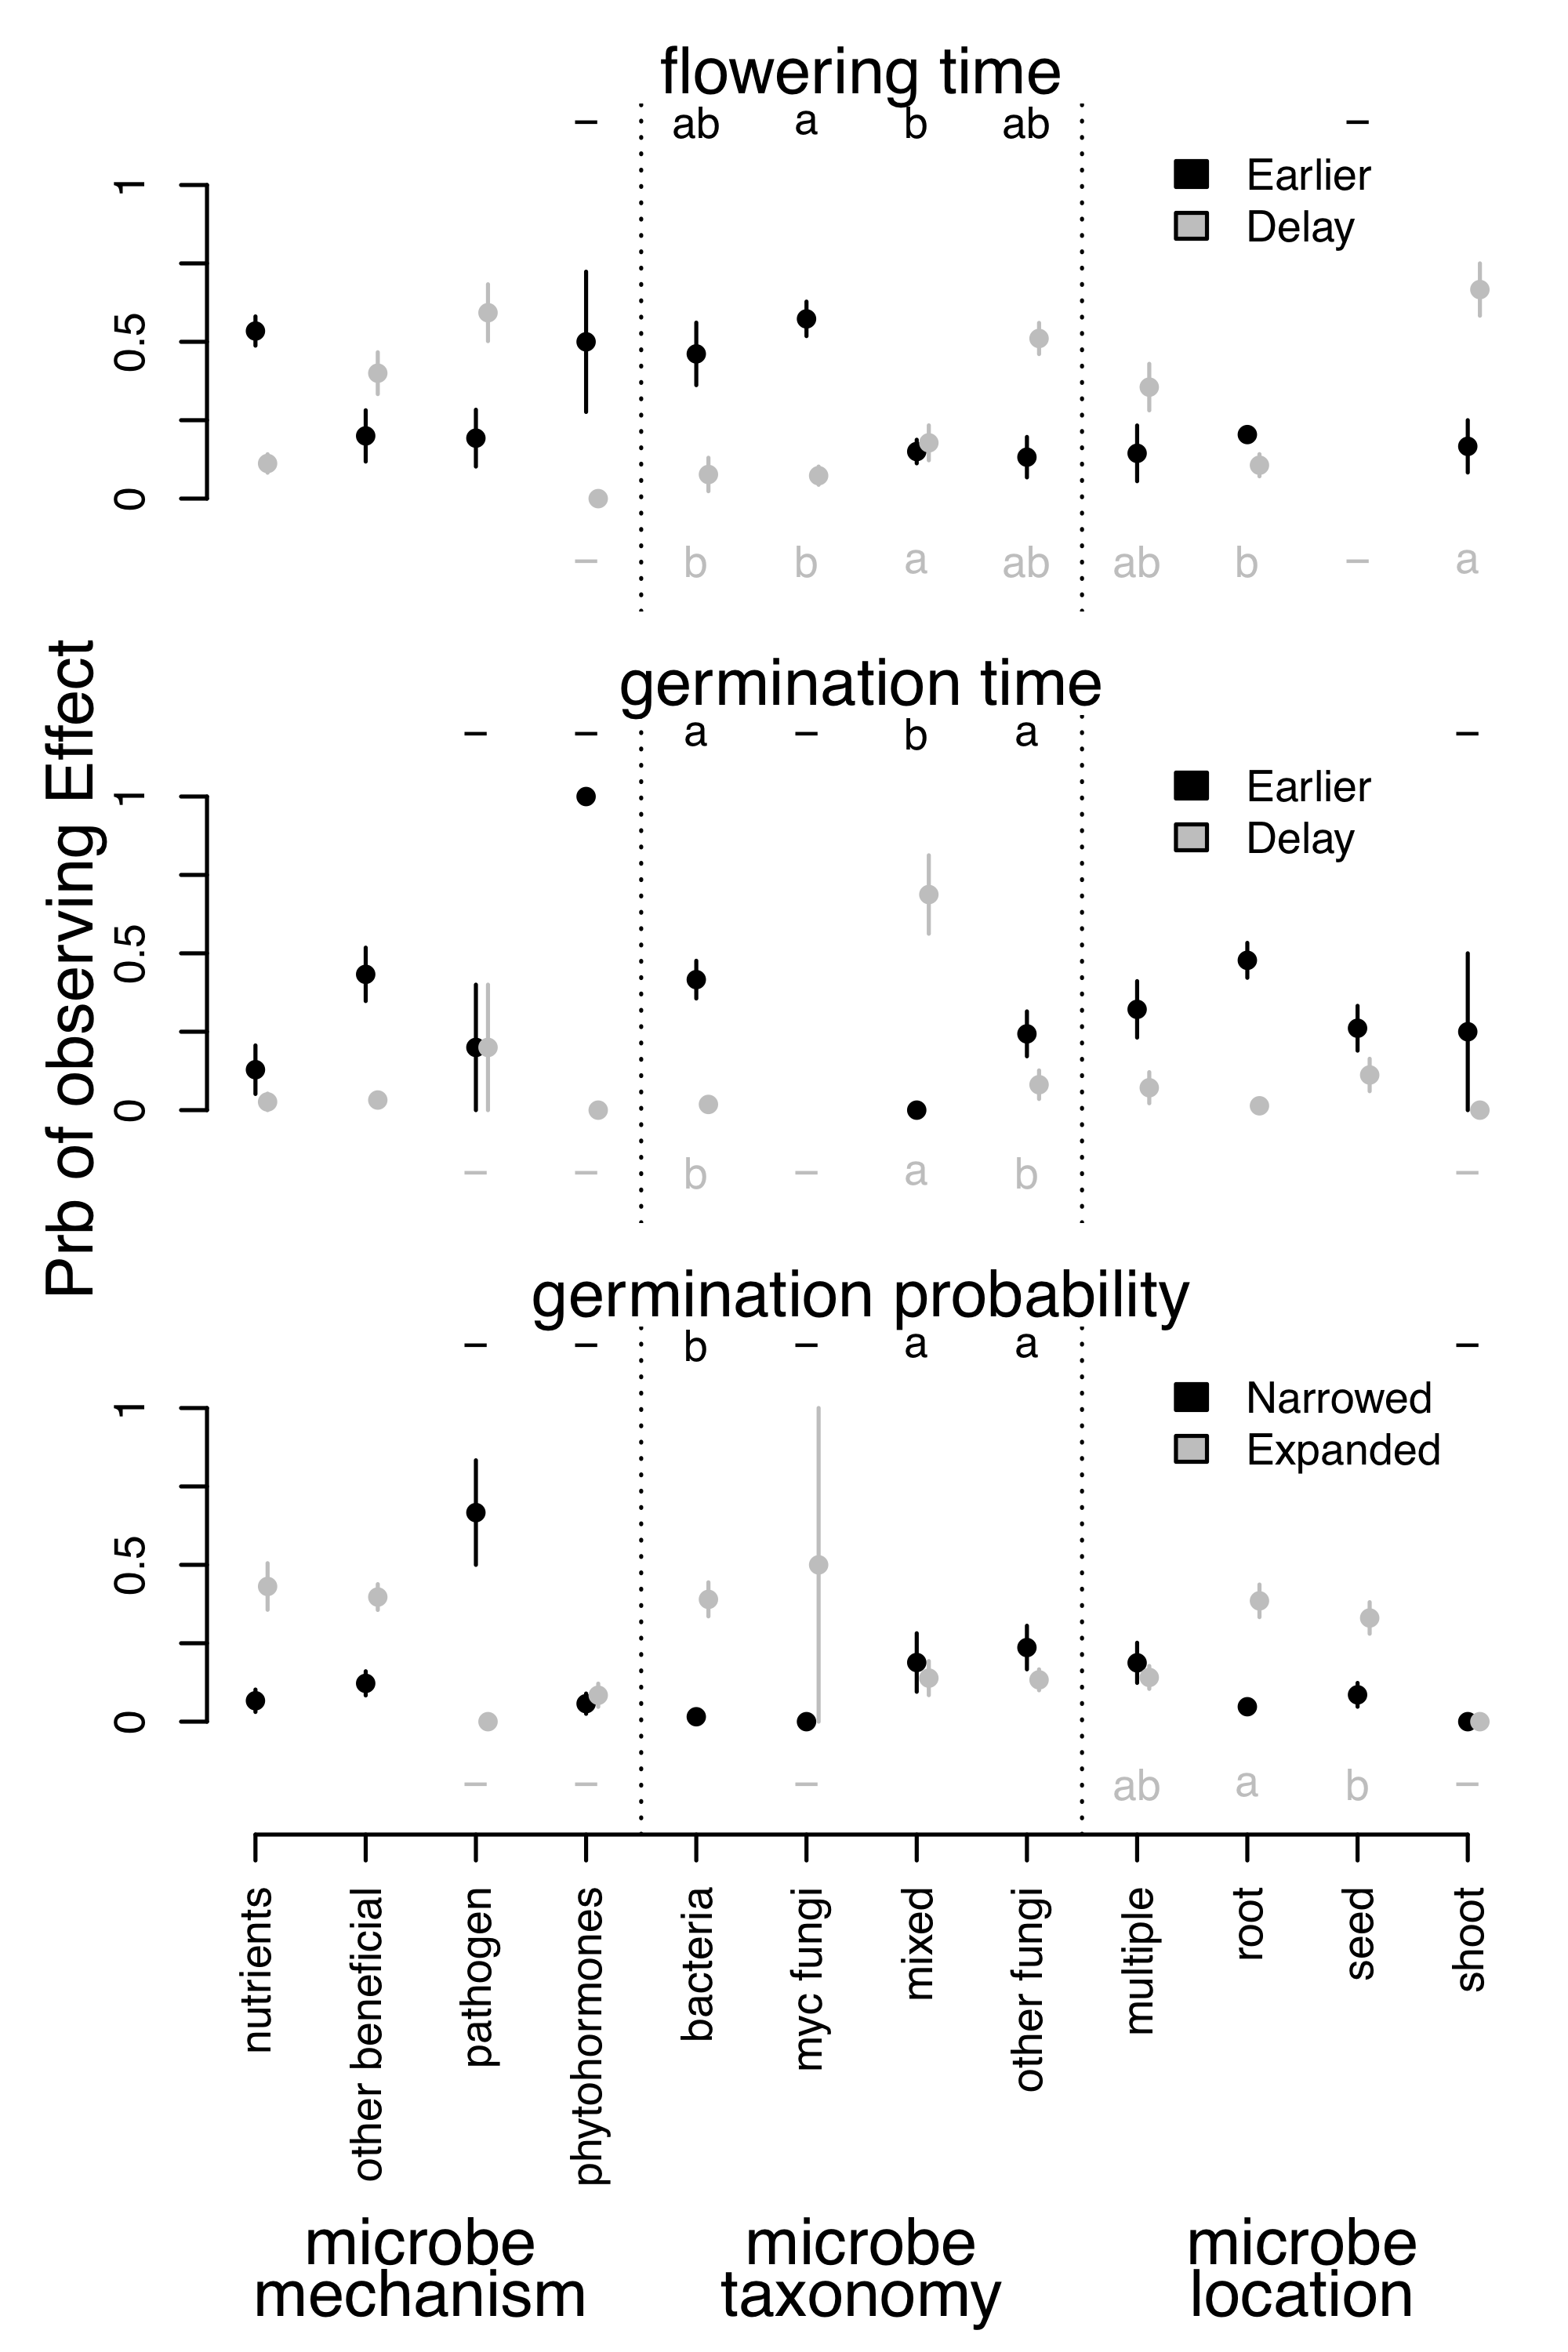 flowering time
– ab a b ab –
Earlier
Delay
1
0.5
0
– b b a ab ab b – a
Prb of observing Effect
germination time
– – a – b a –
Earlier
Delay
1
0.5
0
– – b – a b –
germination probability
– – b – a a –
Narrowed
Expanded
1
0.5
0
– – – ab a b –
nutrients
other beneficial
pathogen
phytohormones
bacteria
myc fungi
mixed
other fungi
multiple
root
seed
shoot
microbe
mechanism
microbe
taxonomy
microbe
location